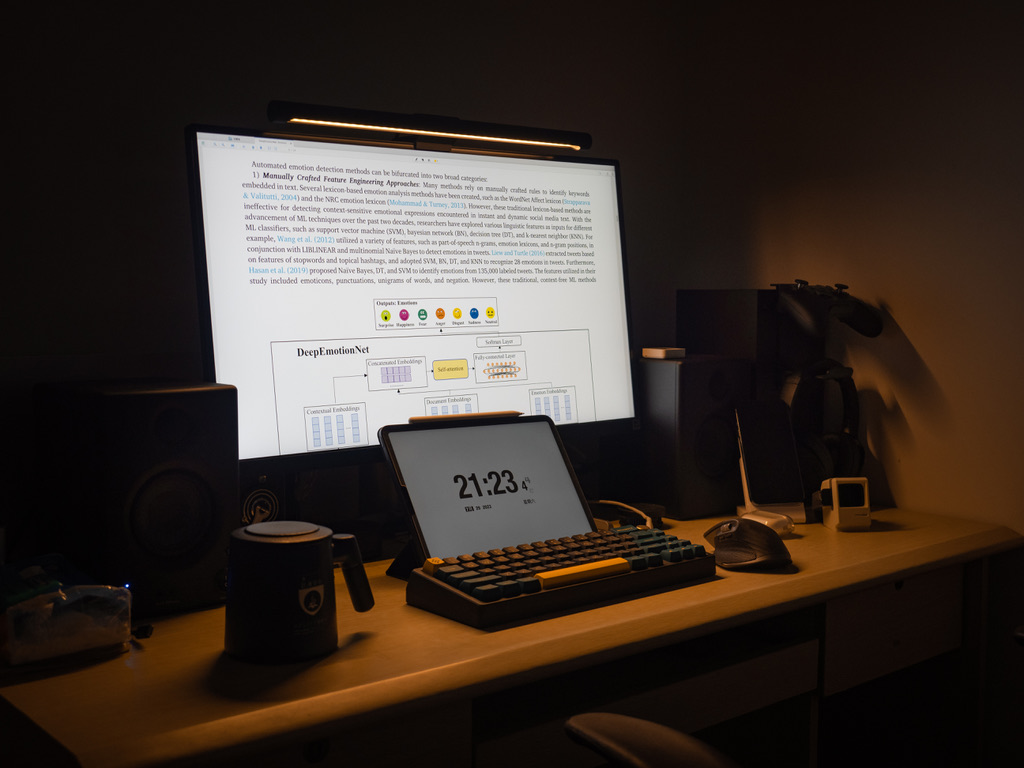 Automated emotion detection methods can be bifurcated into two broad categories:
1) Manually Crafted Feature Engineering Approaches: Many methods rely on manually crafted rules to identify keywords
embedded in text. Several lexicon-based emotion analysis methods have been created, such as the WordNet Affect lexicon (Strapparava
& Valitutti, 2004) and the NRC emotion lexicon (Mohammad & Turney, 2013). However, these traditional lexicon-based methods are
ineffective for detecting context-sensitive emotional expressions encountered in instant and dynamic social media text. With the
advancement of ML techniques over the past two decades, researchers have explored various linguistic features as inputs for different
ML classifiers, such as support vector machine (SVM), bayesian network (BN), decision tree (DT), and k-nearest neighbor (KNN). For
example, Wang et al. (2012) utilized a variety of features, such as part-of-speech n-grams, emotion lexicons, and n-gram positions, in
conjunction with LIBLINEAR and multinomial Naïve Bayes to detect emotions in tweets. Liew and Turtle (2016) extracted tweets based
on features of stopwords and topical hashtags, and adopted SVM, BN, DT, and KNN to recognize 28 emotions in tweets. Furthermore,
Hasan et al. (2019) proposed Naïve Bayes, DT, and SVM to identify emotions from 135,000 labeled tweets. The features utilized in their
study included emoticons, punctuations, unigrams of words, and negation. However, these traditional, context-free ML methods
Outputs: Emotions
Surprise Happiness Fear Anger Disgust Sadness Neutral
Softmax Layer
DeepEmotionNet
Concatenated Embeddings
Self-attention
Fully-connected Layer
Contextual Embeddings
Document Embeddings
Emotion Embeddings
21:23
2023